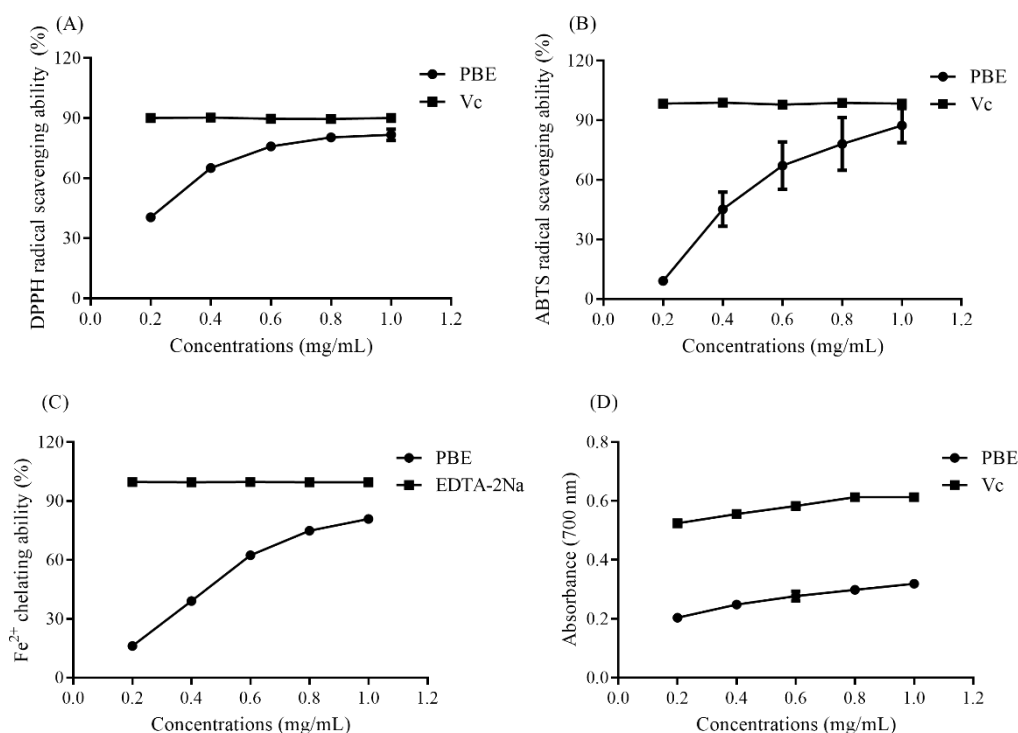 (A)
DPPH radical scavenging ability (%)
120
90
60
30
0
0.0 0.2 0.4 0.6 0.8 1.0 1.2
Concentrations (mg/mL)
PBE
Vc
(B)
ABTS radical scavenging ability (%)
120
90
60
30
0
0.0 0.2 0.4 0.6 0.8 1.0 1.2
Concentrations (mg/mL)
PBE
Vc
(C)
Fe²⁺ chelating ability (%)
120
90
60
30
0
0.0 0.2 0.4 0.6 0.8 1.0 1.2
Concentrations (mg/mL)
PBE
EDTA-2Na
(D)
Absorbance (700 nm)
0.8
0.6
0.4
0.2
0.0
0.0 0.2 0.4 0.6 0.8 1.0 1.2
Concentrations (mg/mL)
PBE
Vc